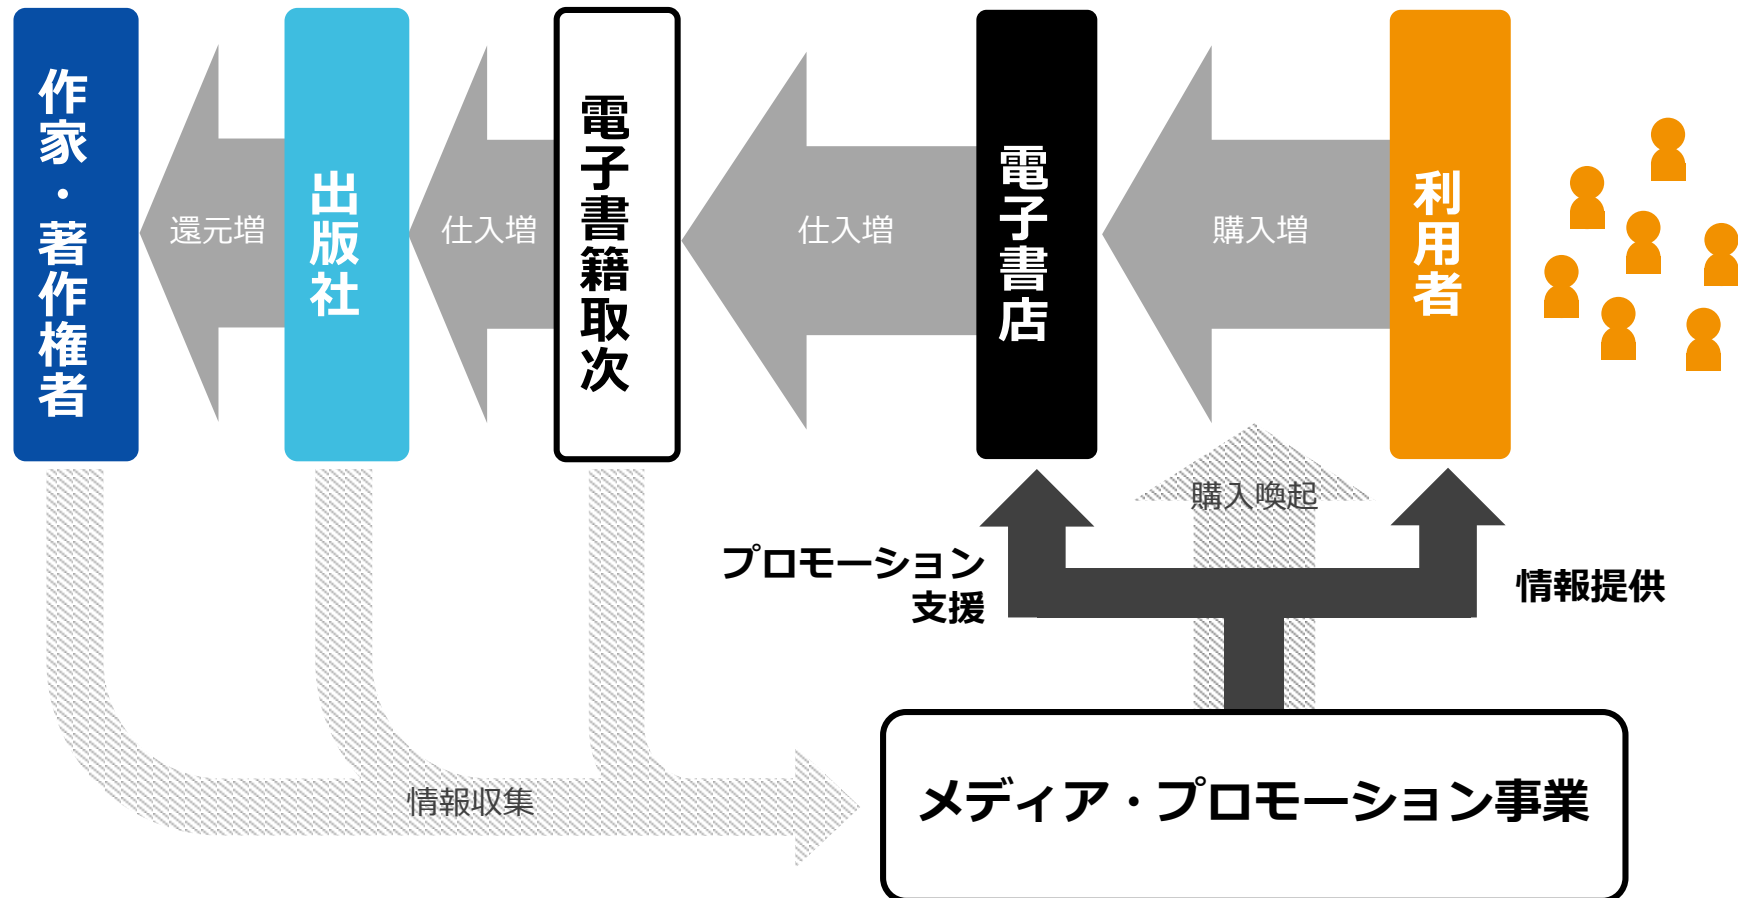 作家・著作権者
還元増
出版社
仕入増
電子書籍取次
仕入増
電子書店
購入増
利用者
購入喚起
プロモーション
支援
情報提供
情報収集
メディア・プロモーション事業